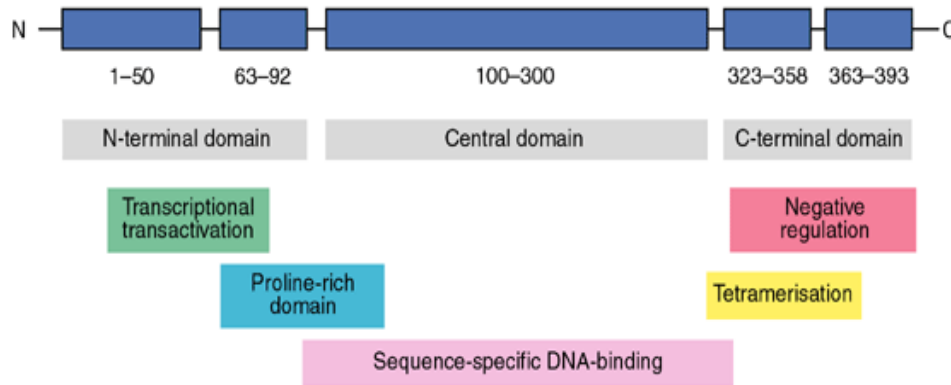 N C
1–50 63–92 100–300 323–358 363–393
N-terminal domain Central domain C-terminal domain
Transcriptional
transactivation
Negative
regulation
Proline-rich
domain
Tetramerisation
Sequence-specific DNA-binding